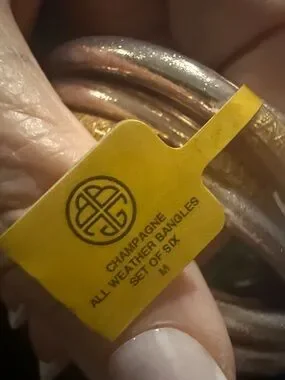 CHAMPAGNE
ALL WEATHER BANGLES
SET OF SIX
M